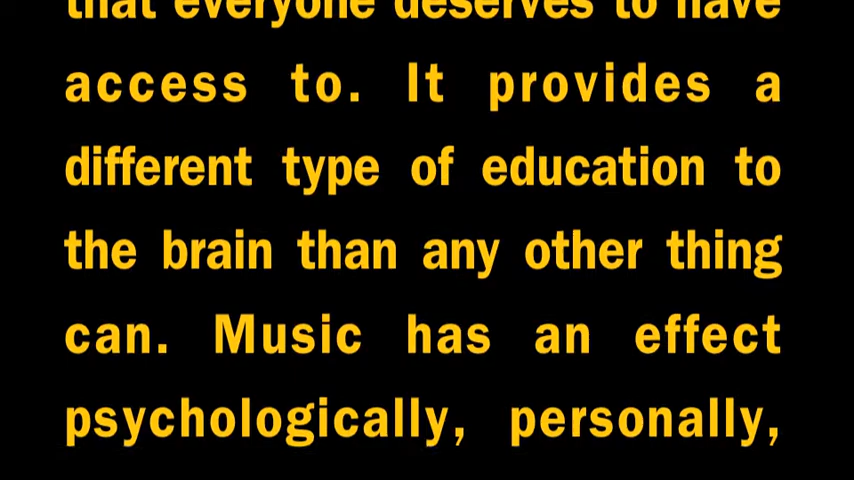 that everyone deserves to have
access to. It provides a
different type of education to
the brain than any other thing
can. Music has an effect
psychologically, personally,